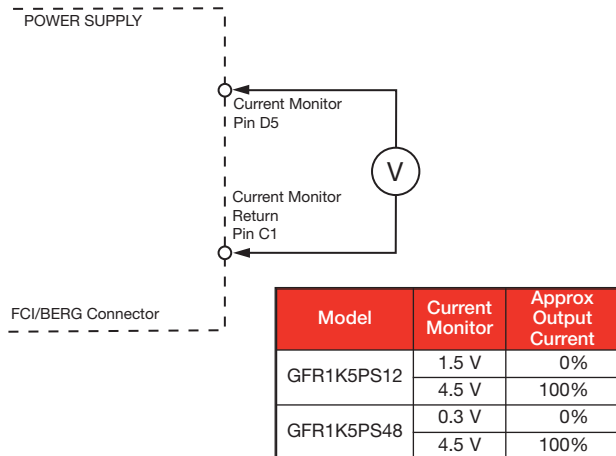 POWER SUPPLY
Current Monitor
Pin D5
V
Current Monitor
Return
Pin C1
FCI/BERG Connector
Model Current Monitor Approx Output Current
GFR1K5PS12 1.5 V 0%
4.5 V 100%
GFR1K5PS48 0.3 V 0%
4.5 V 100%